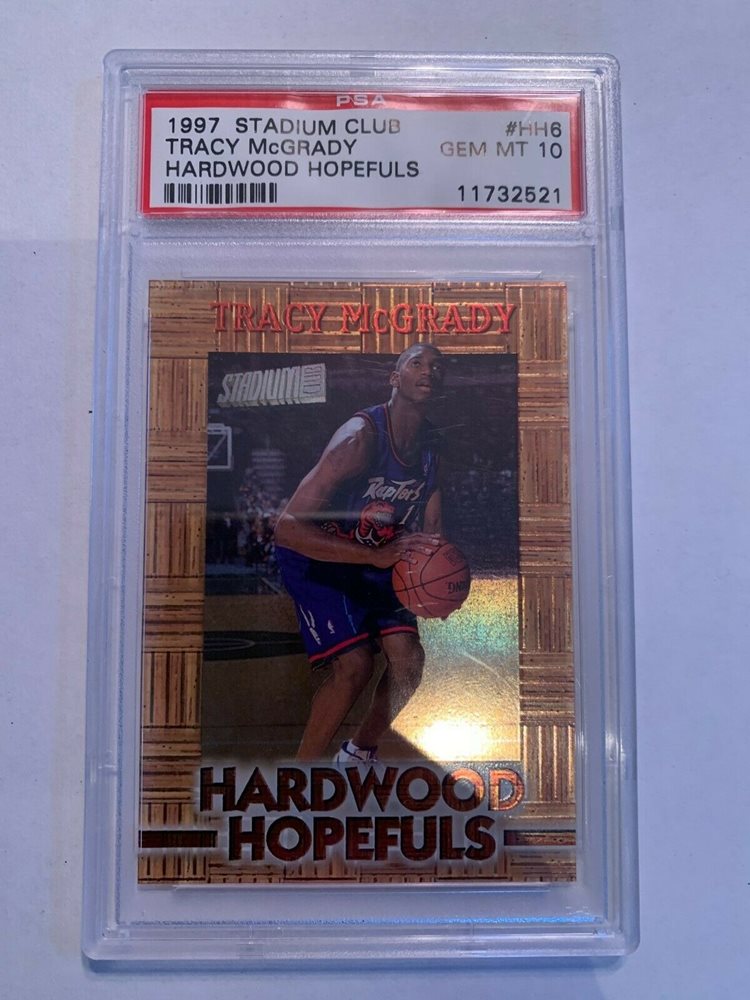 PSA
1997 STADIUM CLUB #HH6
TRACY McGRADY GEM MT 10
HARDWOOD HOPEFULS
11732521
TRACY McGRADY
STADIUM CLUB
RAPTORS
1
HARDWOOD
HOPEFULS